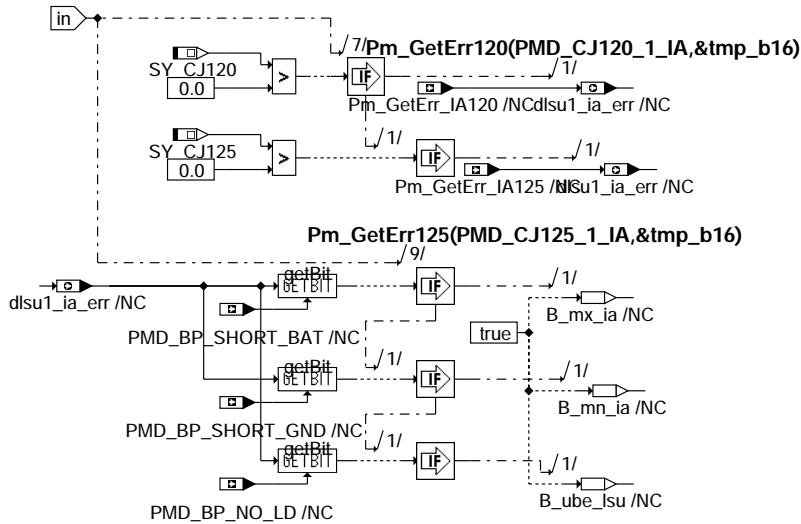 in
7/
Pm_GetErr120(PMD_CJ120_1_IA,&tmp_b16)
1/
SY_CJ120
>
IF
0.0
Pm_GetErr_IA120 /NC
dlsu1_ia_err /NC
1/
1/
SY_CJ125
>
IF
0.0
Pm_GetErr_IA125 /NC
dlsu1_ia_err /NC
Pm_GetErr125(PMD_CJ125_1_IA,&tmp_b16)
9/
getBit
GETBIT
IF
1/
dlsu1_ia_err /NC
B_mx_ia /NC
PMD_BP_SHORT_BAT /NC
true
1/
getBit
GETBIT
IF
1/
B_mn_ia /NC
PMD_BP_SHORT_GND /NC
1/
getBit
GETBIT
IF
1/
B_ube_lsu /NC
PMD_BP_NO_LD /NC